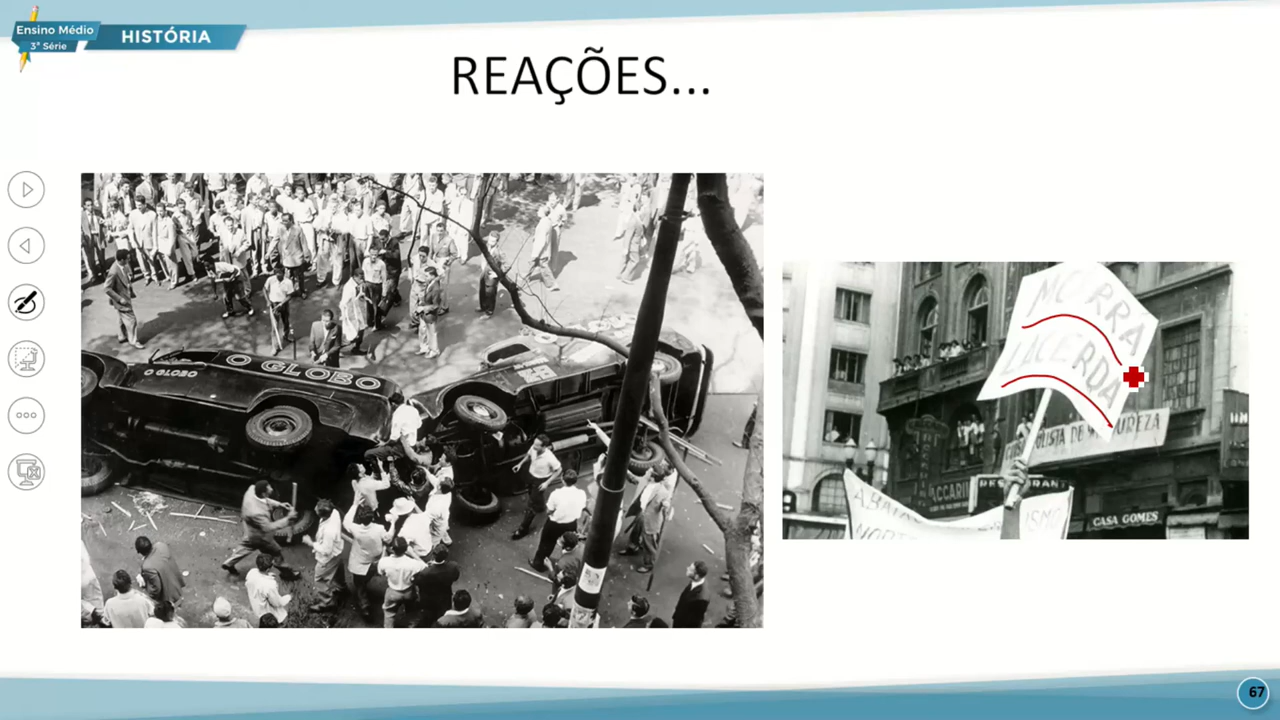 Ensino Médio
3ª Série
HISTÓRIA
REAÇÕES...
O GLOBO
O GLOBO
MORRA
LACERDA
CASA GOMES
67